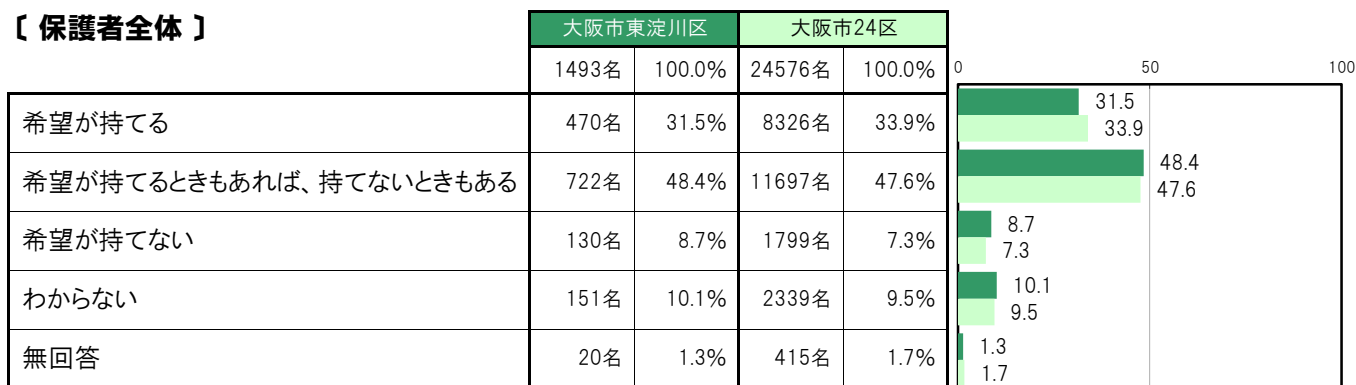 〔 保護者全体 〕
大阪市東淀川区 大阪市24区
1493名 100.0% 24576名 100.0%
0 50 100
希望が持てる 470名 31.5% 8326名 33.9%
31.5
33.9
希望が持てるときもあれば、持てないときもある 722名 48.4% 11697名 47.6%
48.4
47.6
希望が持てない 130名 8.7% 1799名 7.3%
8.7
7.3
わからない 151名 10.1% 2339名 9.5%
10.1
9.5
無回答 20名 1.3% 415名 1.7%
1.3
1.7